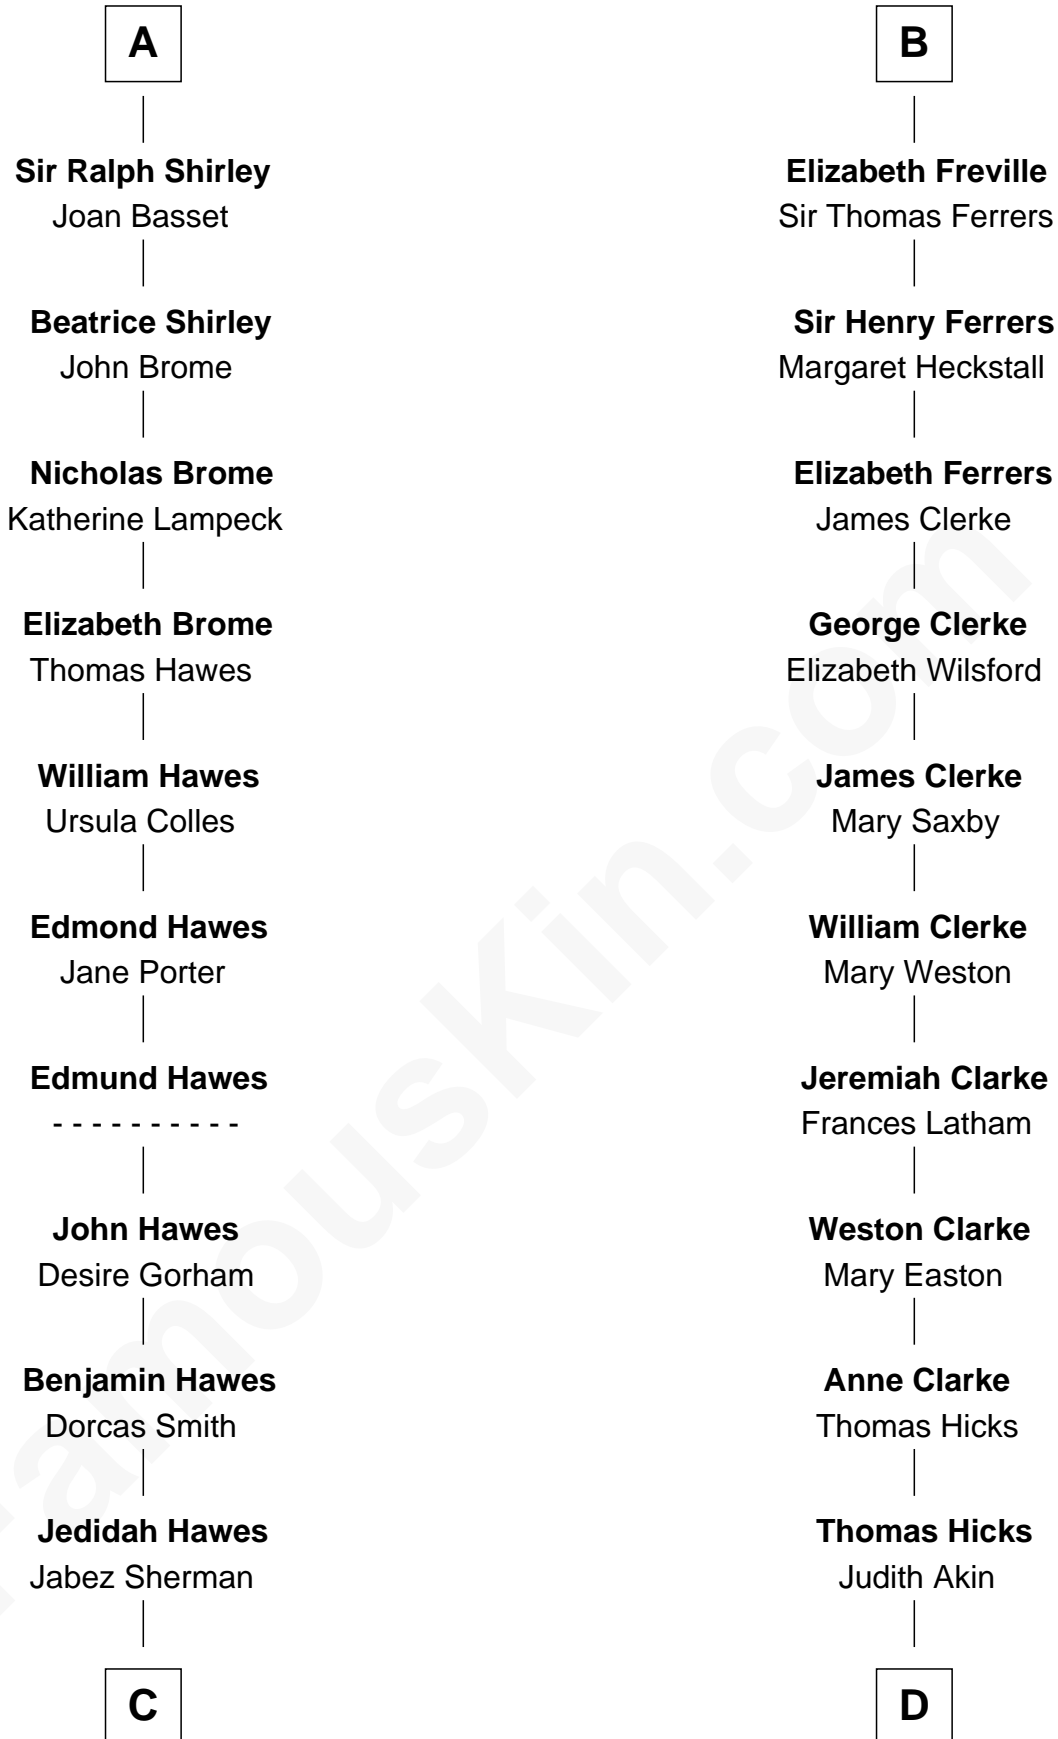 A
Sir Ralph Shirley
Joan Basset
Beatrice Shirley
John Brome
Nicholas Brome
Katherine Lampeck
Elizabeth Brome
Thomas Hawes
William Hawes
Ursula Colles
Edmond Hawes
Jane Porter
Edmund Hawes
- - - - - - - - - -
John Hawes
Desire Gorham
Benjamin Hawes
Dorcas Smith
Jedidah Hawes
Jabez Sherman
C
B
Elizabeth Freville
Sir Thomas Ferrers
Sir Henry Ferrers
Margaret Heckstall
Elizabeth Ferrers
James Clerke
George Clerke
Elizabeth Wilsford
James Clerke
Mary Saxby
William Clerke
Mary Weston
Jeremiah Clarke
Frances Latham
Weston Clarke
Mary Easton
Anne Clarke
Thomas Hicks
Thomas Hicks
Judith Akin
D
FamousKin.com